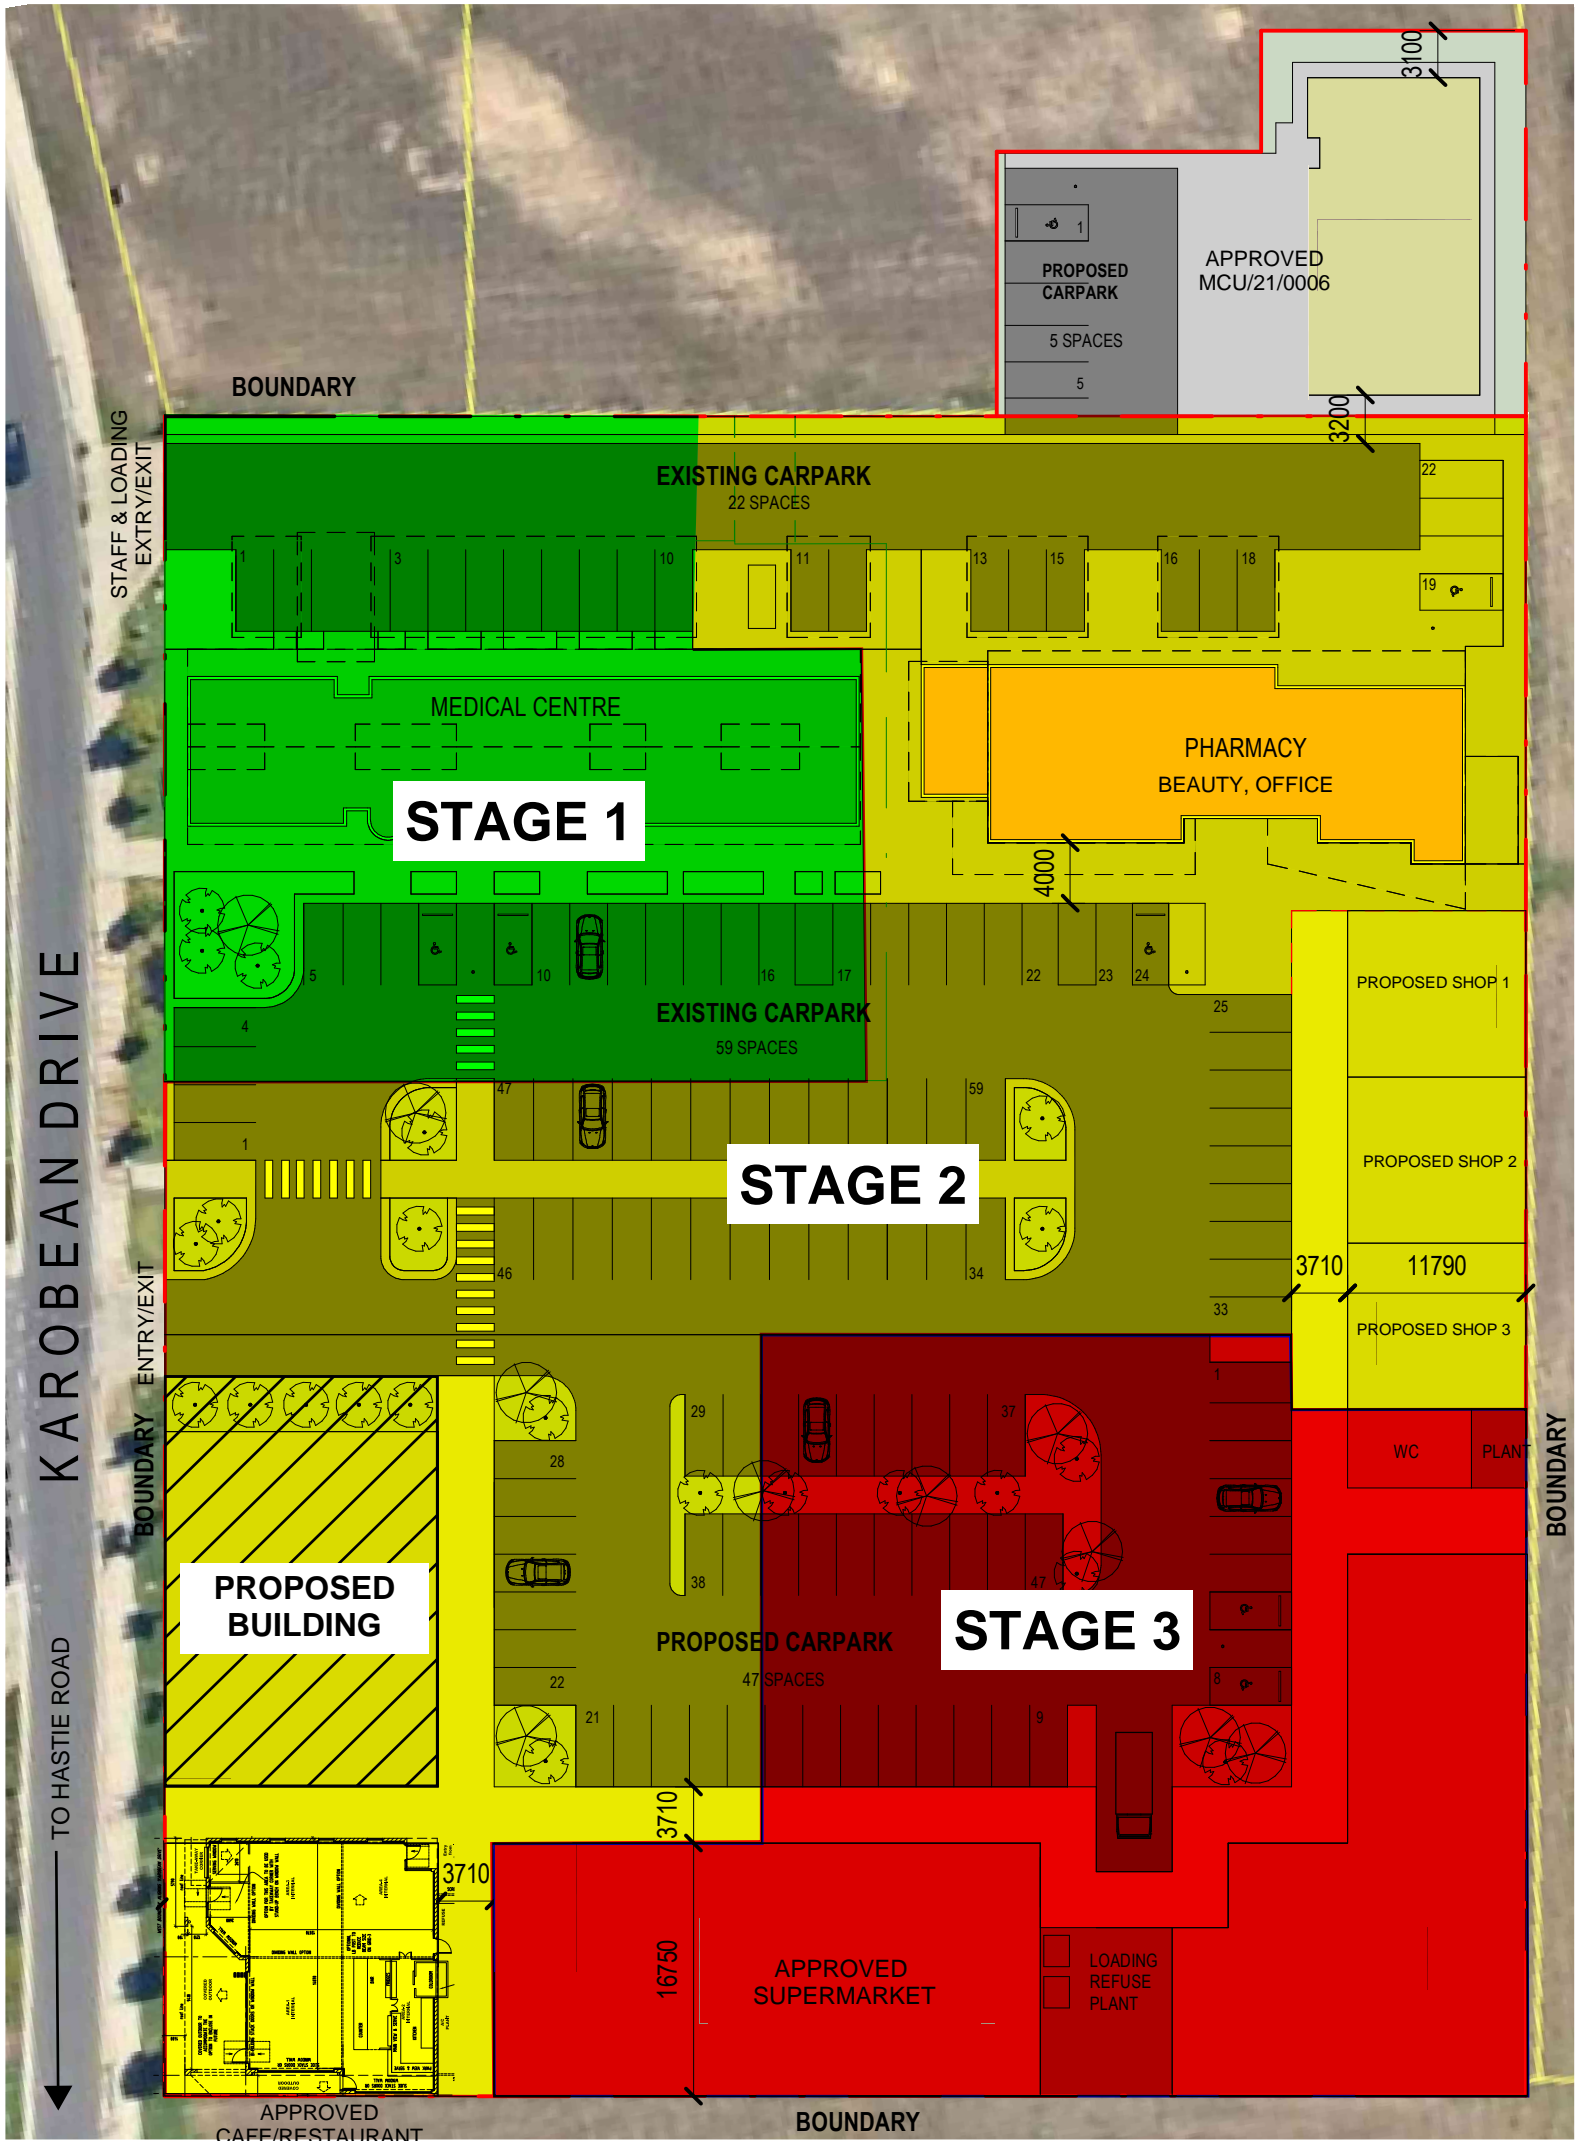 3100
APPROVED
MCU/21/0006
1
PROPOSED
CARPARK
5 SPACES
5
3200
BOUNDARY
STAFF & LOADING
EXTRY/EXIT
EXISTING CARPARK
22 SPACES
22
1
3
10
11
13
15
16
18
19
MEDICAL CENTRE
STAGE 1
PHARMACY
BEAUTY, OFFICE
4000
5
10
16
17
22
23
24
4
EXISTING CARPARK
59 SPACES
25
PROPOSED SHOP 1
47
59
1
STAGE 2
PROPOSED SHOP 2
46
34
33
3710
11790
PROPOSED SHOP 3
KAROBEAN DRIVE
ENTRY/EXIT
BOUNDARY
29
37
1
28
WC
PLANT
BOUNDARY
PROPOSED
BUILDING
38
47
STAGE 3
PROPOSED CARPARK
47 SPACES
22
8
21
9
TO HASTIE ROAD
3710
3710
16750
APPROVED
SUPERMARKET
LOADING
REFUSE
PLANT
APPROVED
CAFE/RESTAURANT
BOUNDARY